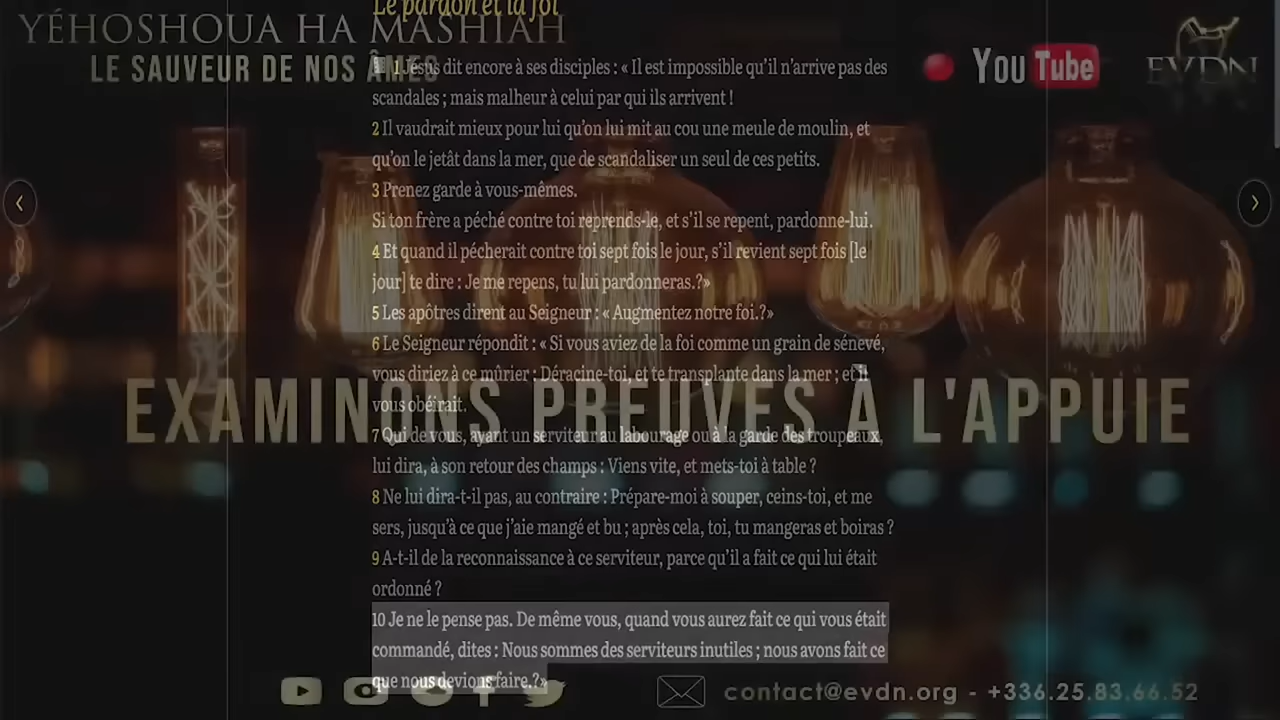 Le pardon et la foi
YÉHOSHOUA HA MASHIAH
LE SAUVEUR DE NOS ÂMES
You Tube
EVDN
1 Jésus dit encore à ses disciples : « Il est impossible qu'il n'arrive pas des
scandales ; mais malheur à celui par qui ils arrivent !
2 Il vaudrait mieux pour lui qu'on lui mit au cou une meule de moulin, et
qu'on le jetât dans la mer, que de scandaliser un seul de ces petits.
3 Prenez garde à vous-mêmes.
Si ton frère a péché contre toi reprends-le, et s'il se repent, pardonne-lui.
4 Et quand il pécherait contre toi sept fois le jour, s'il revient sept fois [le
jour] te dire : Je me repens, tu lui pardonneras.?»
5 Les apôtres dirent au Seigneur : « Augmentez notre foi.?»
6 Le Seigneur répondit : « Si vous aviez de la foi comme un grain de sénevé,
vous diriez à ce mûrier : Déracine-toi, et te transplante dans la mer ; et il
vous obéirait.
EXAMINONS PREUVES À L'APPUIE
7 Qui de vous, ayant un serviteur au labourage ou à la garde des troupeaux,
lui dira, à son retour des champs : Viens vite, et mets-toi à table ?
8 Ne lui dira-t-il pas, au contraire : Prépare-moi à souper, ceins-toi, et me
sers, jusqu'à ce que j'aie mangé et bu ; après cela, toi, tu mangeras et boiras ?
9 A-t-il de la reconnaissance à ce serviteur, parce qu'il a fait ce qui lui était
ordonné ?
10 Je ne le pense pas. De même vous, quand vous aurez fait ce qui vous était
commandé, dites : Nous sommes des serviteurs inutiles ; nous avons fait ce
que nous devions faire.?»
contact@evdn.org - +336.25.83.66.52